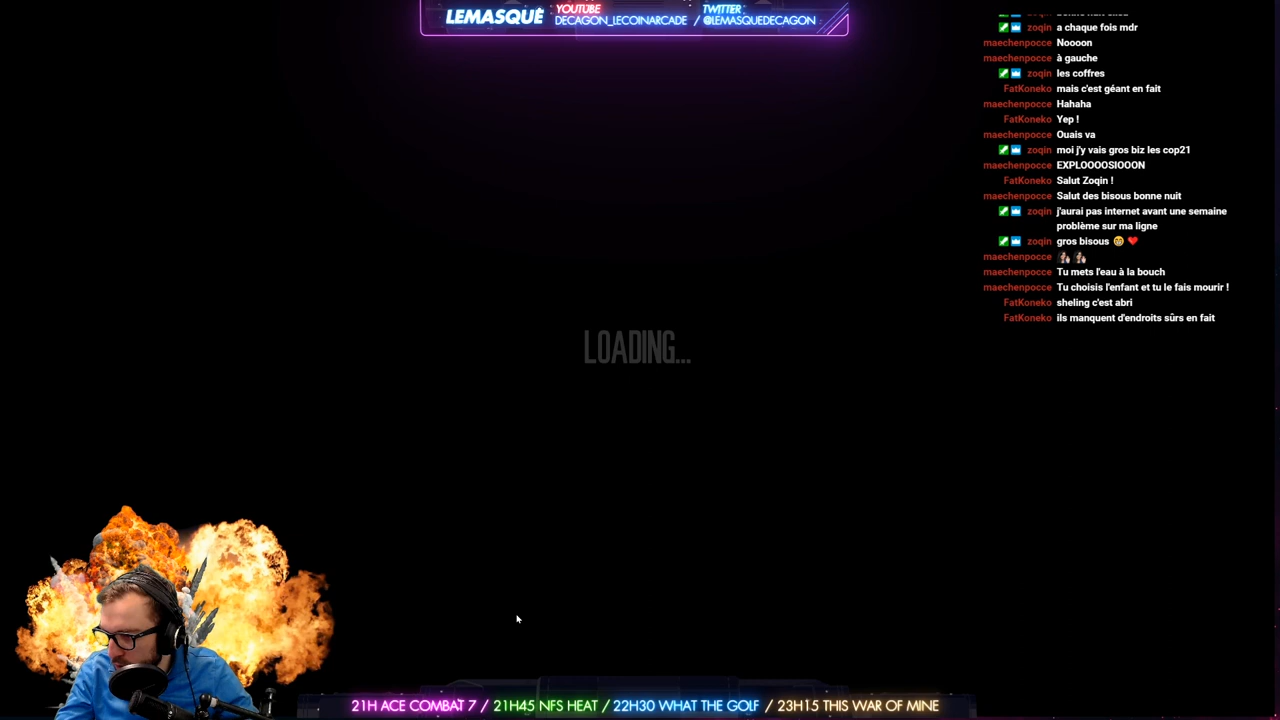 LEMASQUÉ
YOUTUBE
TWITTER
DECAGON_LECOINARCADE / @LEMASQUEDECAGON
zoqin a chaque fois mdr
maechenpocce Noooon
maechenpocce à gauche
zoqin les coffres
FatKoneko mais c'est géant en fait
maechenpocce Hahaha
FatKoneko Yep !
maechenpocce Ouais va
zoqin moi j'y vais gros biz les cop21
maechenpocce EXPLOOOOSIOOON
FatKoneko Salut Zoqin !
maechenpocce Salut des bisous bonne nuit
zoqin j'aurai pas internet avant une semaine
problème sur ma ligne
zoqin gros bisous
maechenpocce
maechenpocce Tu mets l'eau à la bouch
maechenpocce Tu choisis l'enfant et tu le fais mourir !
FatKoneko sheling c'est abri
FatKoneko ils manquent d'endroits sûrs en fait
LOADING...
21H ACE COMBAT 7 / 21H45 NFS HEAT / 22H30 WHAT THE GOLF / 23H15 THIS WAR OF MINE